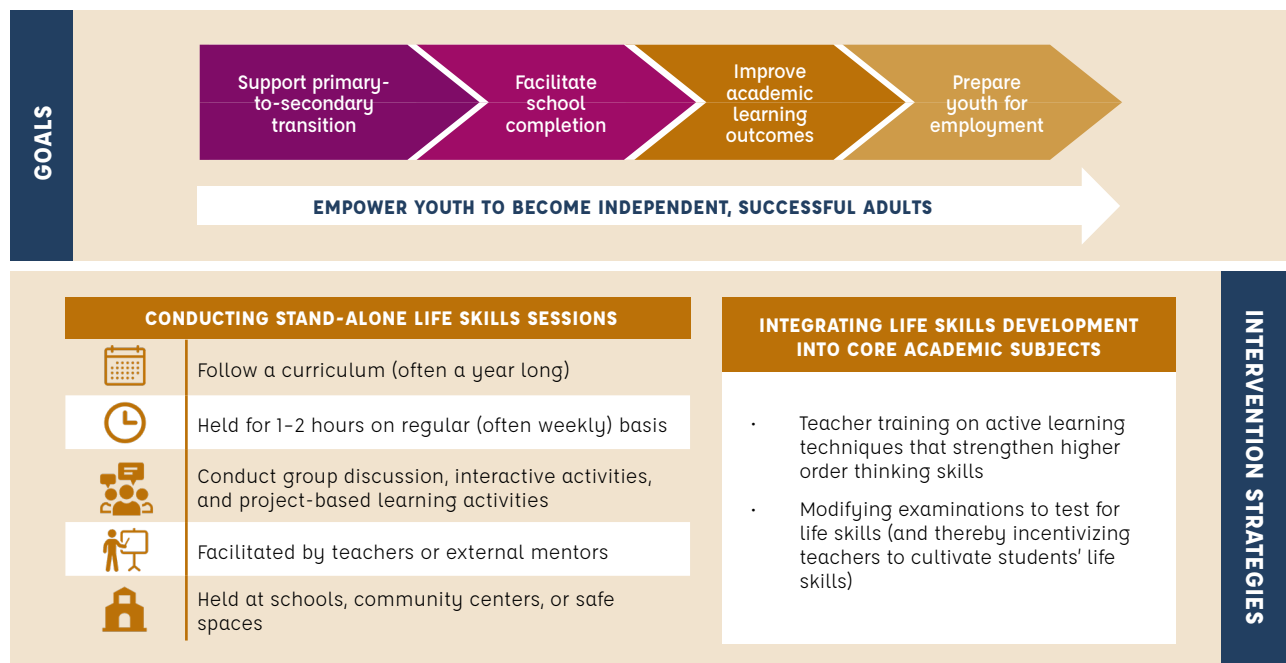 GOALS
Support primary-
to-secondary
transition
Facilitate
school
completion
Improve
academic
learning
outcomes
Prepare
youth for
employment
EMPOWER YOUTH TO BECOME INDEPENDENT, SUCCESSFUL ADULTS
CONDUCTING STAND-ALONE LIFE SKILLS SESSIONS
Follow a curriculum (often a year long)
Held for 1–2 hours on regular (often weekly) basis
Conduct group discussion, interactive activities,
and project-based learning activities
Facilitated by teachers or external mentors
Held at schools, community centers, or safe
spaces
INTEGRATING LIFE SKILLS DEVELOPMENT
INTO CORE ACADEMIC SUBJECTS
· Teacher training on active learning
techniques that strengthen higher
order thinking skills
· Modifying examinations to test for
life skills (and thereby incentivizing
teachers to cultivate students' life
skills)
INTERVENTION STRATEGIES